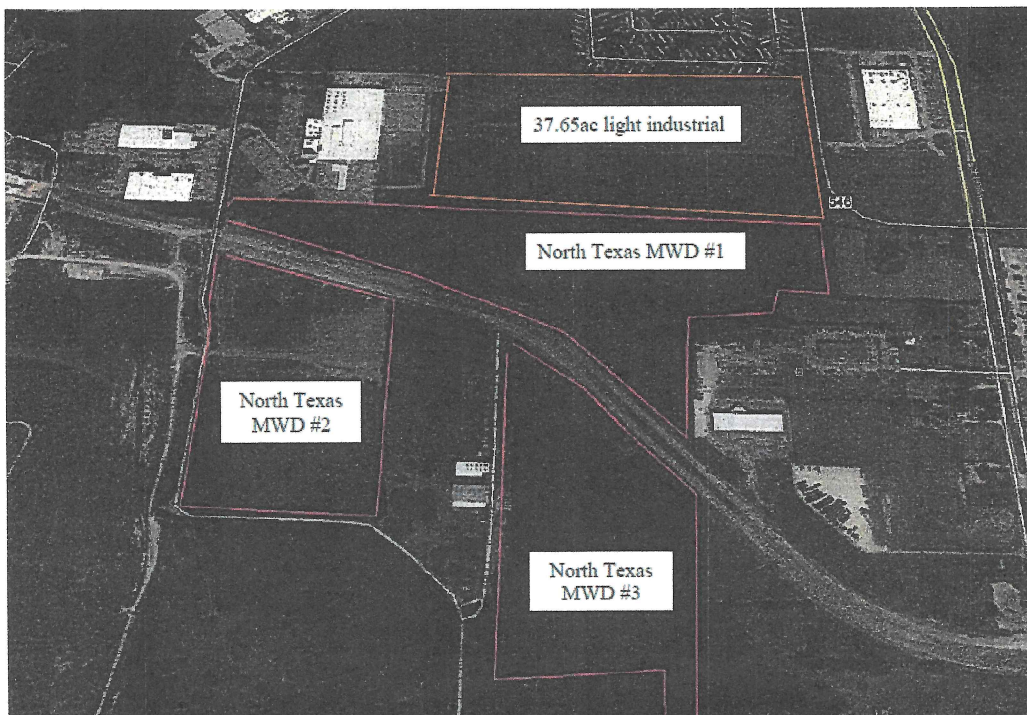 37.65ac light industrial
546
North Texas MWD #1
North Texas
MWD #2
North Texas
MWD #3